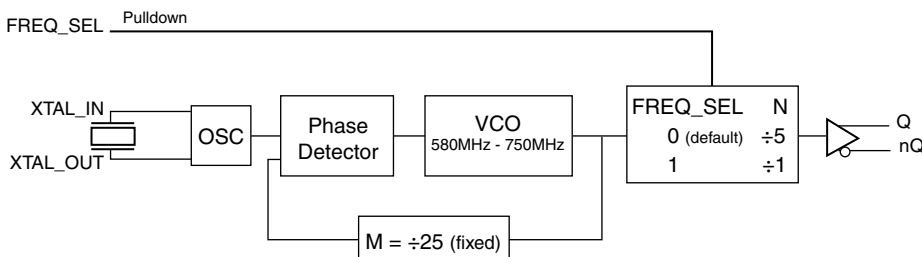 FREQ_SEL
Pulldown
XTAL_IN
XTAL_OUT
OSC
Phase
Detector
VCO
580MHz - 750MHz
FREQ_SEL N
0 (default) ÷5
1 ÷1
Q
nQ
M = ÷25 (fixed)